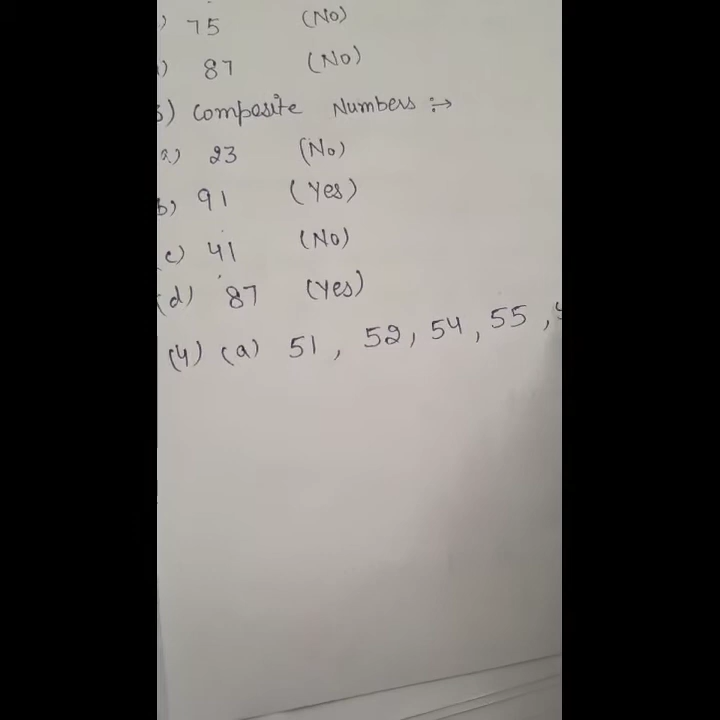 ) 75 (No)
) 87 (No)
3) Composite Numbers :→
a) 23 (No)
b) 91 (Yes)
(c) 41 (No)
(d) 87 (Yes)
(4) (a) 51, 52, 54, 55,